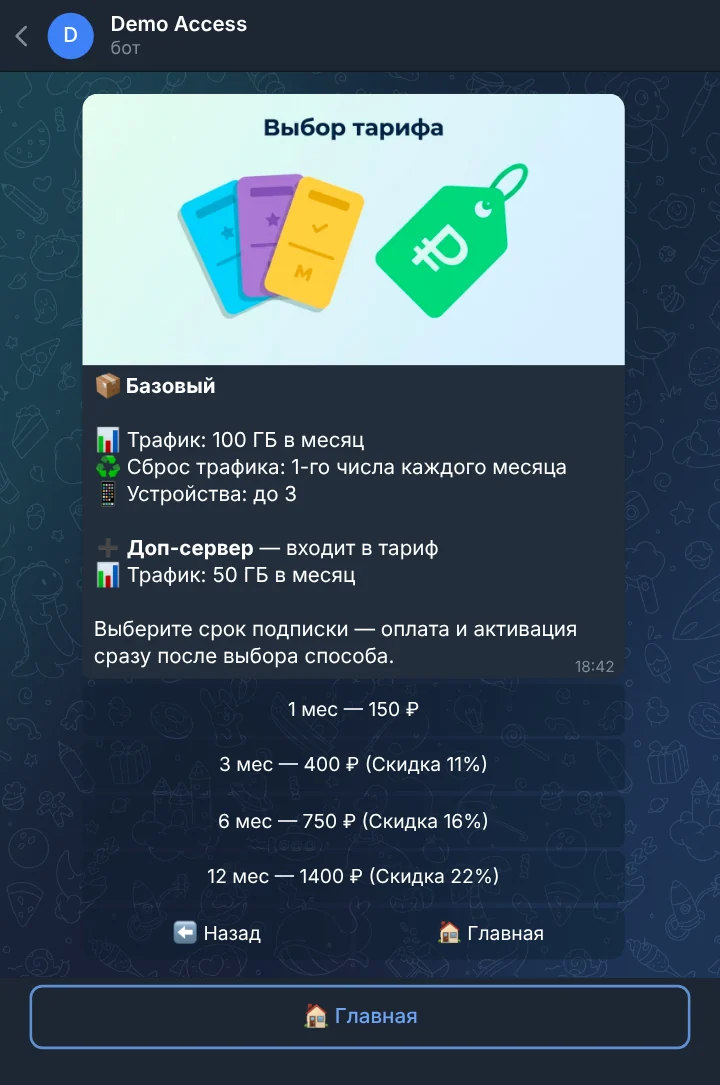 D
Demo Access
бот
Выбор тарифа
M
₽
📦 Базовый
📊 Трафик: 100 ГБ в месяц
♻️ Сброс трафика: 1-го числа каждого месяца
📱 Устройства: до 3
➕ Доп-сервер — входит в тариф
📊 Трафик: 50 ГБ в месяц
Выберите срок подписки — оплата и активация
сразу после выбора способа.
18:42
1 мес — 150 ₽
3 мес — 400 ₽ (Скидка 11%)
6 мес — 750 ₽ (Скидка 16%)
12 мес — 1400 ₽ (Скидка 22%)
⬅️ Назад
🏠 Главная
🏠 Главная